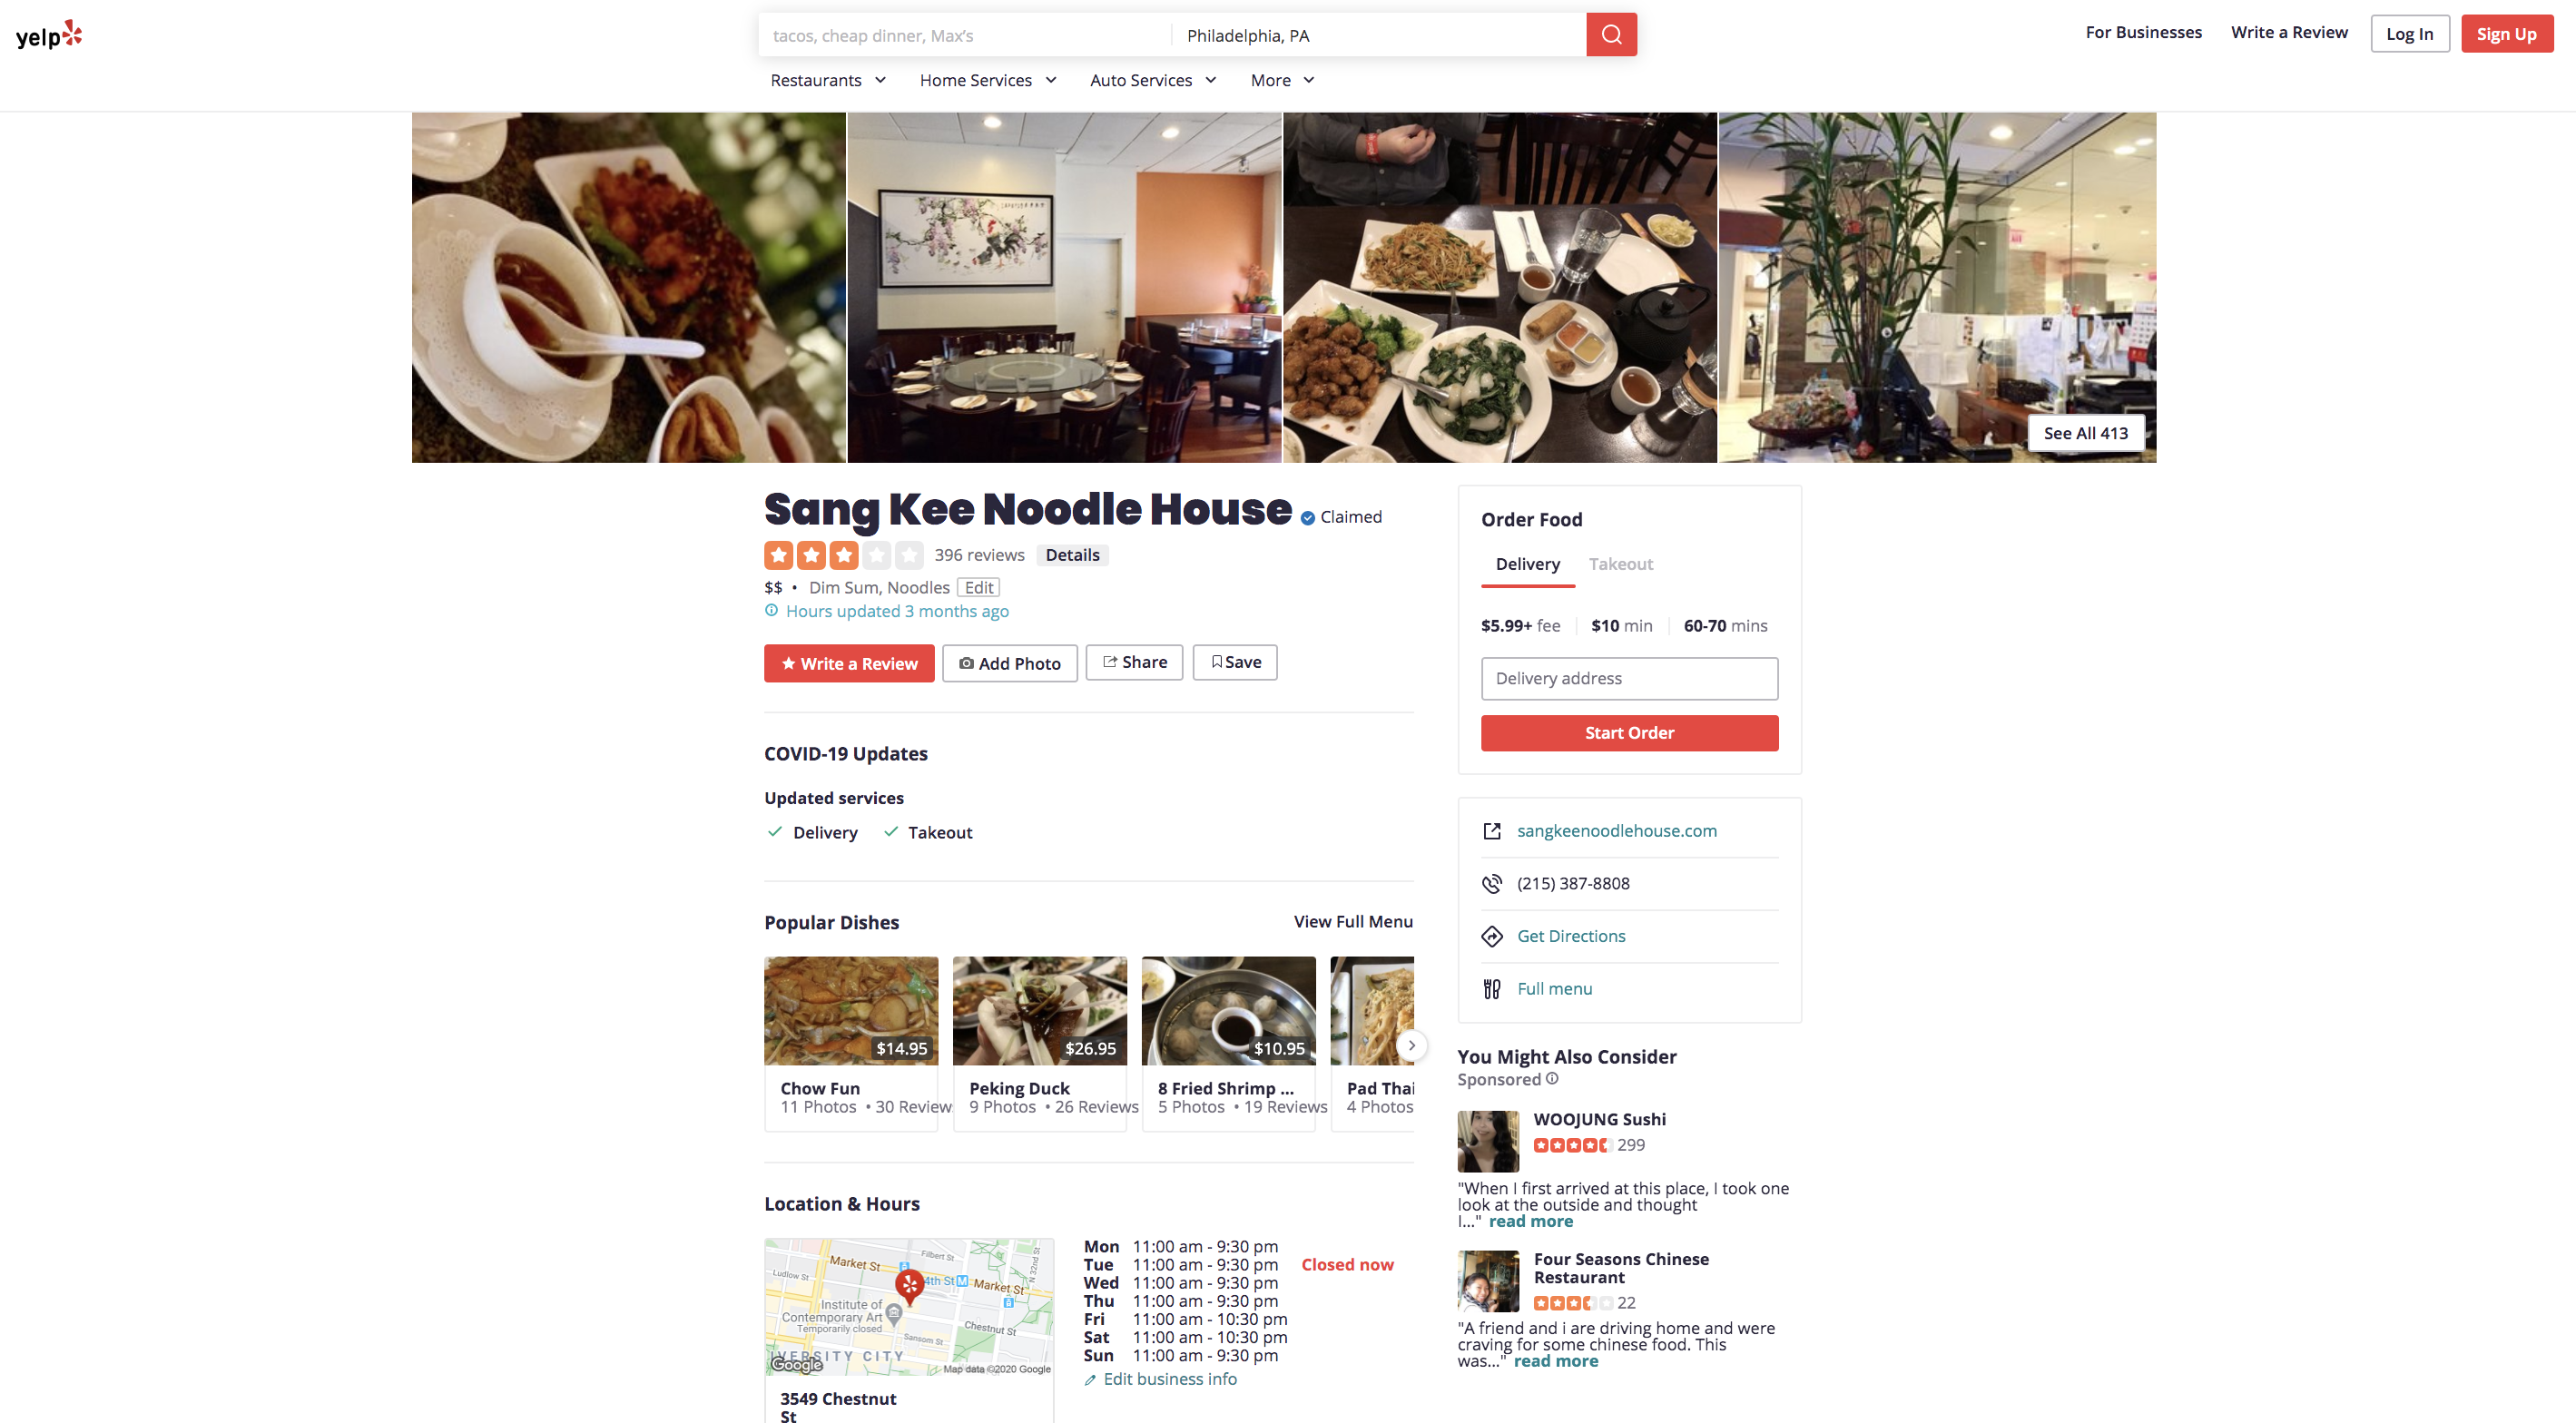 yelp
tacos, cheap dinner, Max's
Philadelphia, PA
For Businesses
Write a Review
Log In
Sign Up
Restaurants
Home Services
Auto Services
More
See All 413
Sang Kee Noodle House
Claimed
396 reviews
Details
$$ • Dim Sum, Noodles
Edit
Hours updated 3 months ago
Write a Review
Add Photo
Share
Save
COVID-19 Updates
Updated services
Delivery
Takeout
Popular Dishes
View Full Menu
$14.95
Chow Fun
11 Photos • 30 Review
$26.95
Peking Duck
9 Photos • 26 Reviews
$10.95
8 Fried Shrimp ...
5 Photos • 19 Reviews
Pad Thai
4 Photos
Location & Hours
Filbert St
Market St
Ludlow St
4th St
M
Market St
N 32nd St
Institute of
Contemporary Art
Temporarily closed
Chestnut St
Sansom St
VERSITY CITY
Google
Map data ©2020 Google
3549 Chestnut
St
Mon 11:00 am - 9:30 pm
Tue 11:00 am - 9:30 pm Closed now
Wed 11:00 am - 9:30 pm
Thu 11:00 am - 9:30 pm
Fri 11:00 am - 10:30 pm
Sat 11:00 am - 10:30 pm
Sun 11:00 am - 9:30 pm
Edit business info
Order Food
Delivery
Takeout
$5.99+ fee
$10 min
60-70 mins
Delivery address
Start Order
sangkeenoodlehouse.com
(215) 387-8808
Get Directions
Full menu
You Might Also Consider
Sponsored
WOOJUNG Sushi
299
"When I first arrived at this place, I took one
look at the outside and thought
I..." read more
Four Seasons Chinese
Restaurant
22
"A friend and i are driving home and were
craving for some chinese food. This
was..." read more